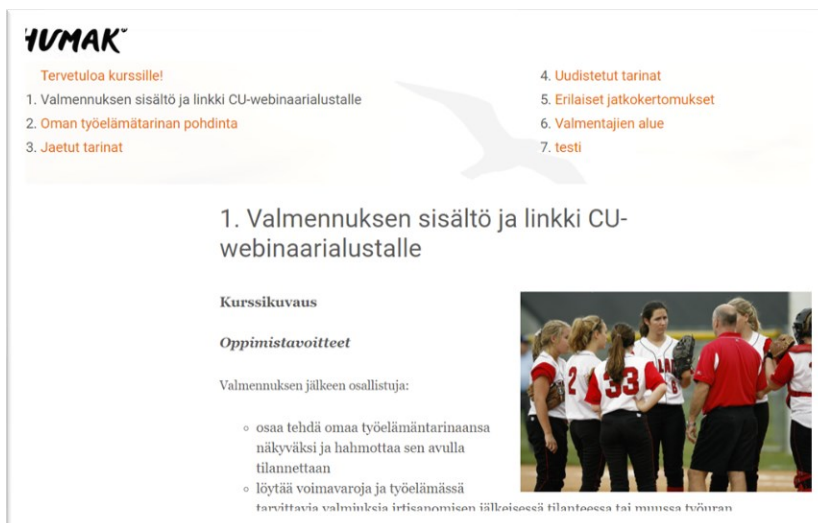 HUMAK
Tervetuloa kurssille!
1. Valmennuksen sisältö ja linkki CU-webinaarialustalle
2. Oman työelämätarinan pohdinta
3. Jaetut tarinat
4. Uudistetut tarinat
5. Erilaiset jatkokertomukset
6. Valmentajien alue
7. testi
1. Valmennuksen sisältö ja linkki CU-
webinaarialustalle
Kurssikuvaus
Oppimistavoitteet
Valmennuksen jälkeen osallistuja:
osaa tehdä omaa työelämäntarinaansa
näkyväksi ja hahmottaa sen avulla
tilannettaan
löytää voimavaroja ja työelämässä
tarvittavia valmiuksia irtisanomisen jälkeisessä tilanteessa tai muussa työuran
2
33